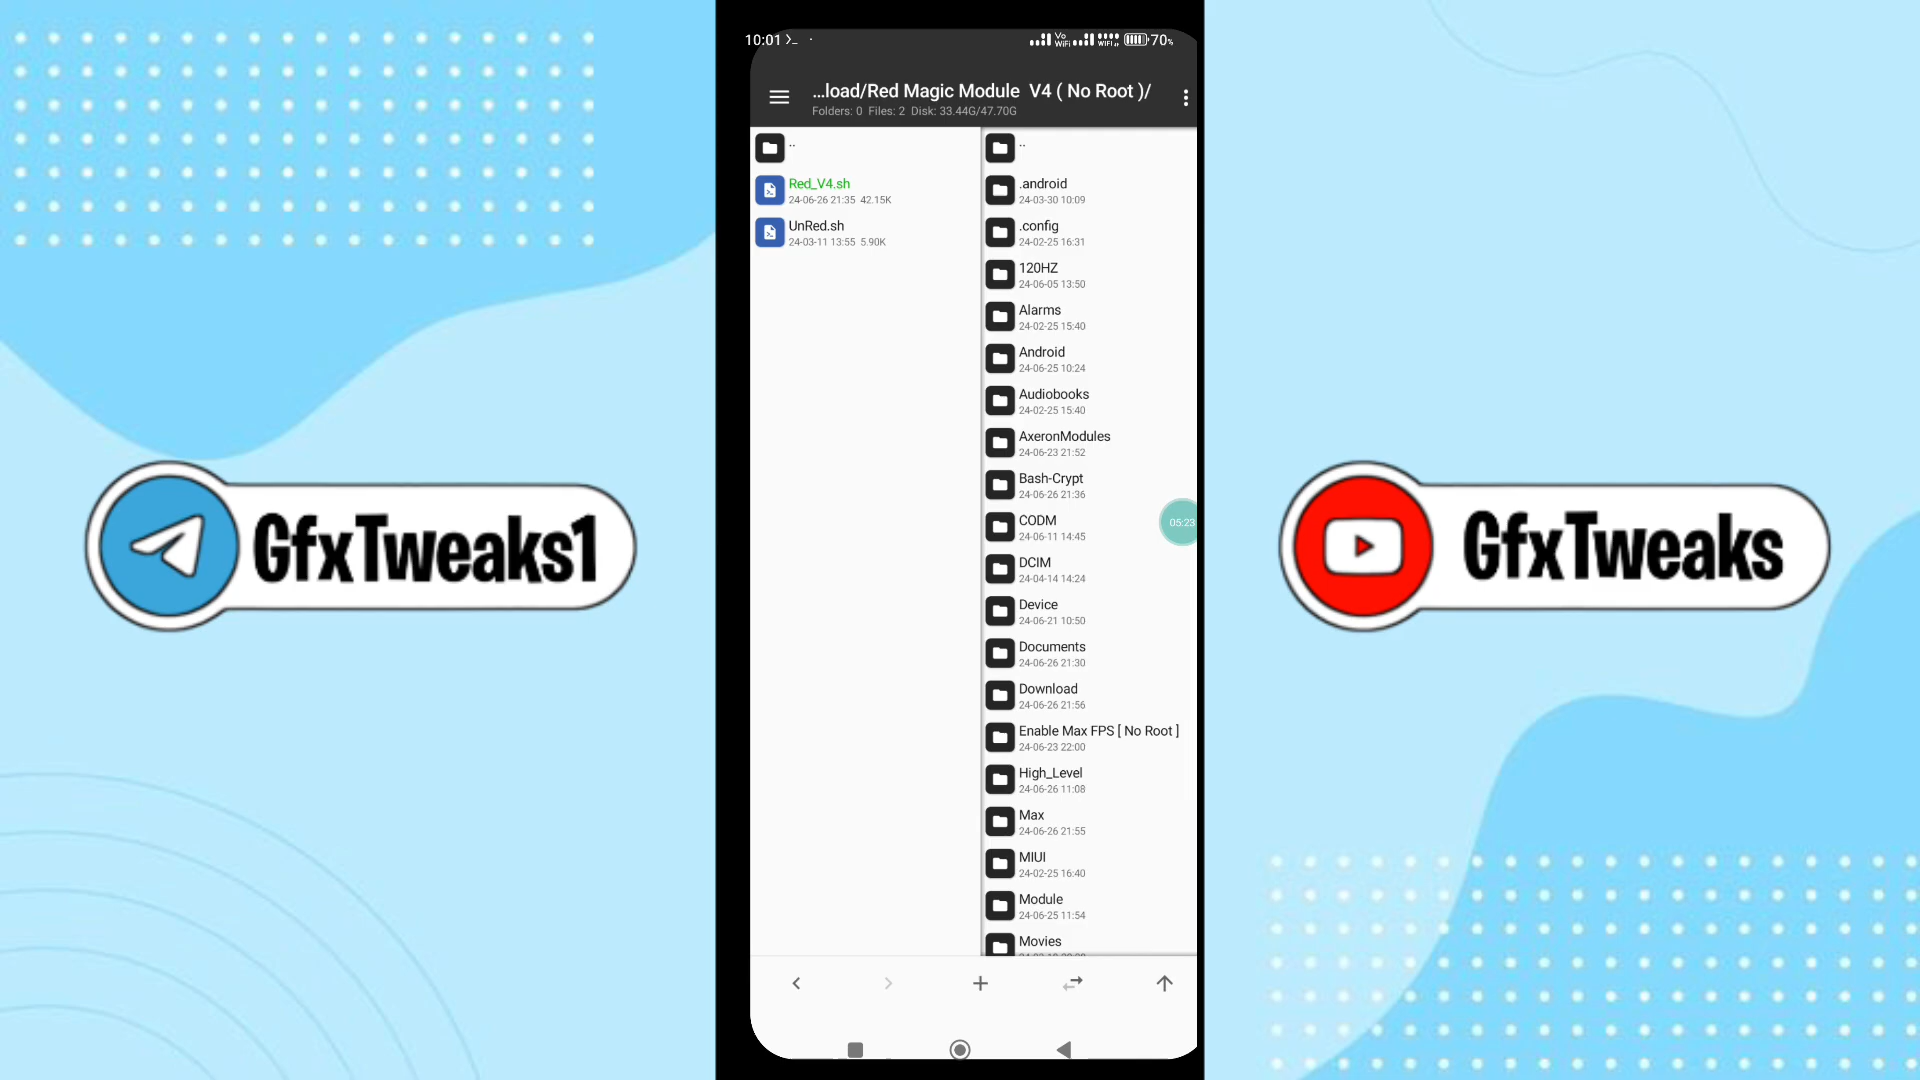 10:01
Vo
WiFi
WiFi
70%
...load/Red Magic Module V4 ( No Root )/
Folders: 0 Files: 2 Disk: 33.44G/47.70G
..
Red_V4.sh
24-06-26 21:35 42.15K
UnRed.sh
24-03-11 13:55 5.90K
..
.android
24-03-30 10:09
.config
24-02-25 16:31
120HZ
24-06-05 13:50
Alarms
24-02-25 15:40
Android
24-06-25 10:24
Audiobooks
24-02-25 15:40
AxeronModules
24-06-23 21:52
Bash-Crypt
24-06-26 21:36
CODM
24-06-11 14:45
DCIM
24-04-14 14:24
Device
24-06-21 10:50
Documents
24-06-26 21:30
Download
24-06-26 21:56
Enable Max FPS [ No Root ]
24-06-23 22:00
High_Level
24-06-26 11:08
Max
24-06-26 21:55
MIUI
24-02-25 16:40
Module
24-06-25 11:54
Movies
05:23
GfxTweaks1
GfxTweaks